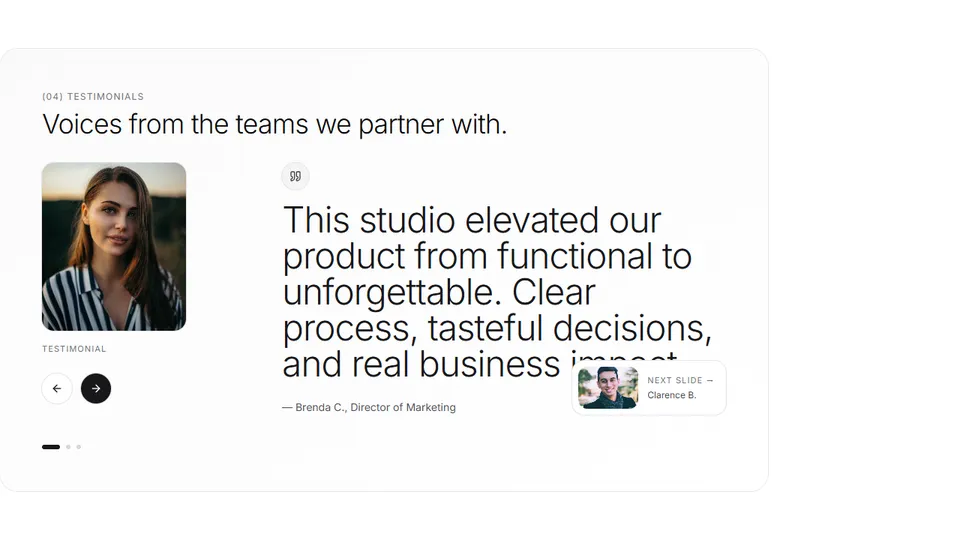 (04) TESTIMONIALS
Voices from the teams we partner with.
This studio elevated our
product from functional to
unforgettable. Clear
process, tasteful decisions,
and real business impact.
TESTIMONIAL
— Brenda C., Director of Marketing
NEXT SLIDE —
Clarence B.